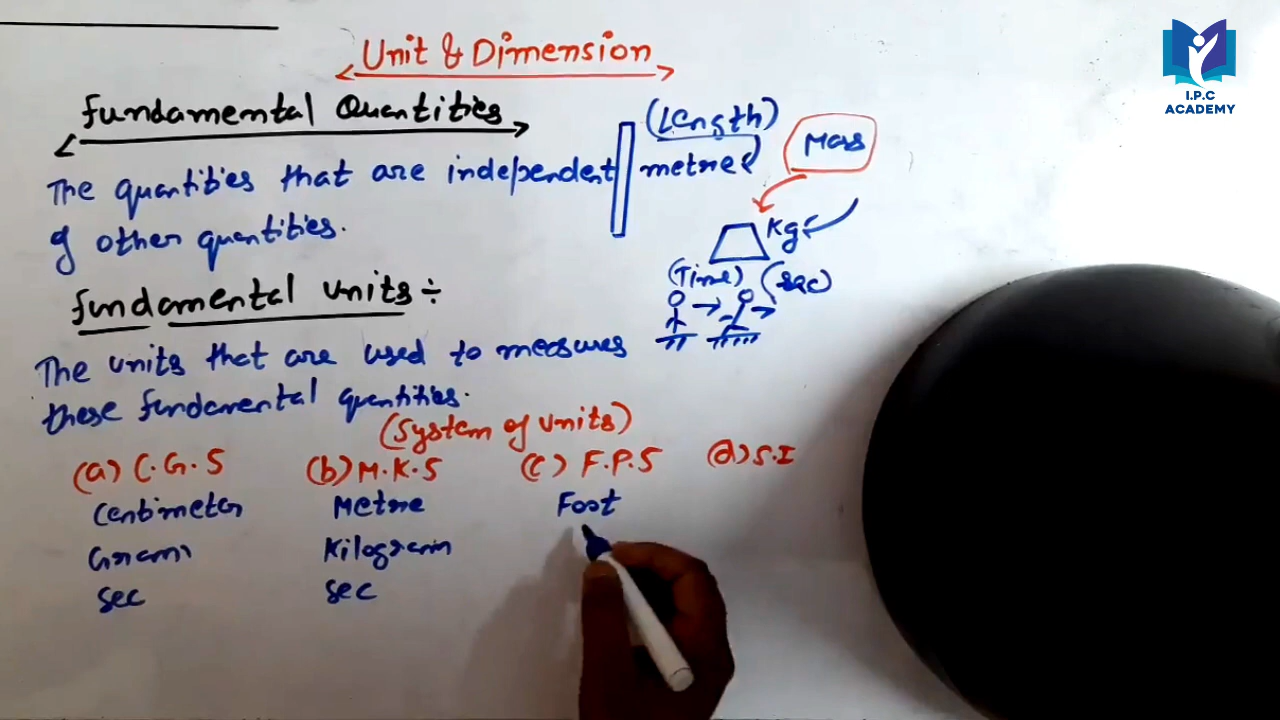 Unit & Dimension
I.P.C
ACADEMY
Fundamental Quantities
(Length)
Mass
The quantities that are independent
metre
of other quantities.
Kg
(Time) (sec)
fundamental units ÷
The units that are used to measures
these fundamental quantities.
(System of units)
(a) C.G.S (b) M.K.S (c) F.P.S (d) S.I
Centimeter Metre Foot
Gram Kilogram
Sec Sec